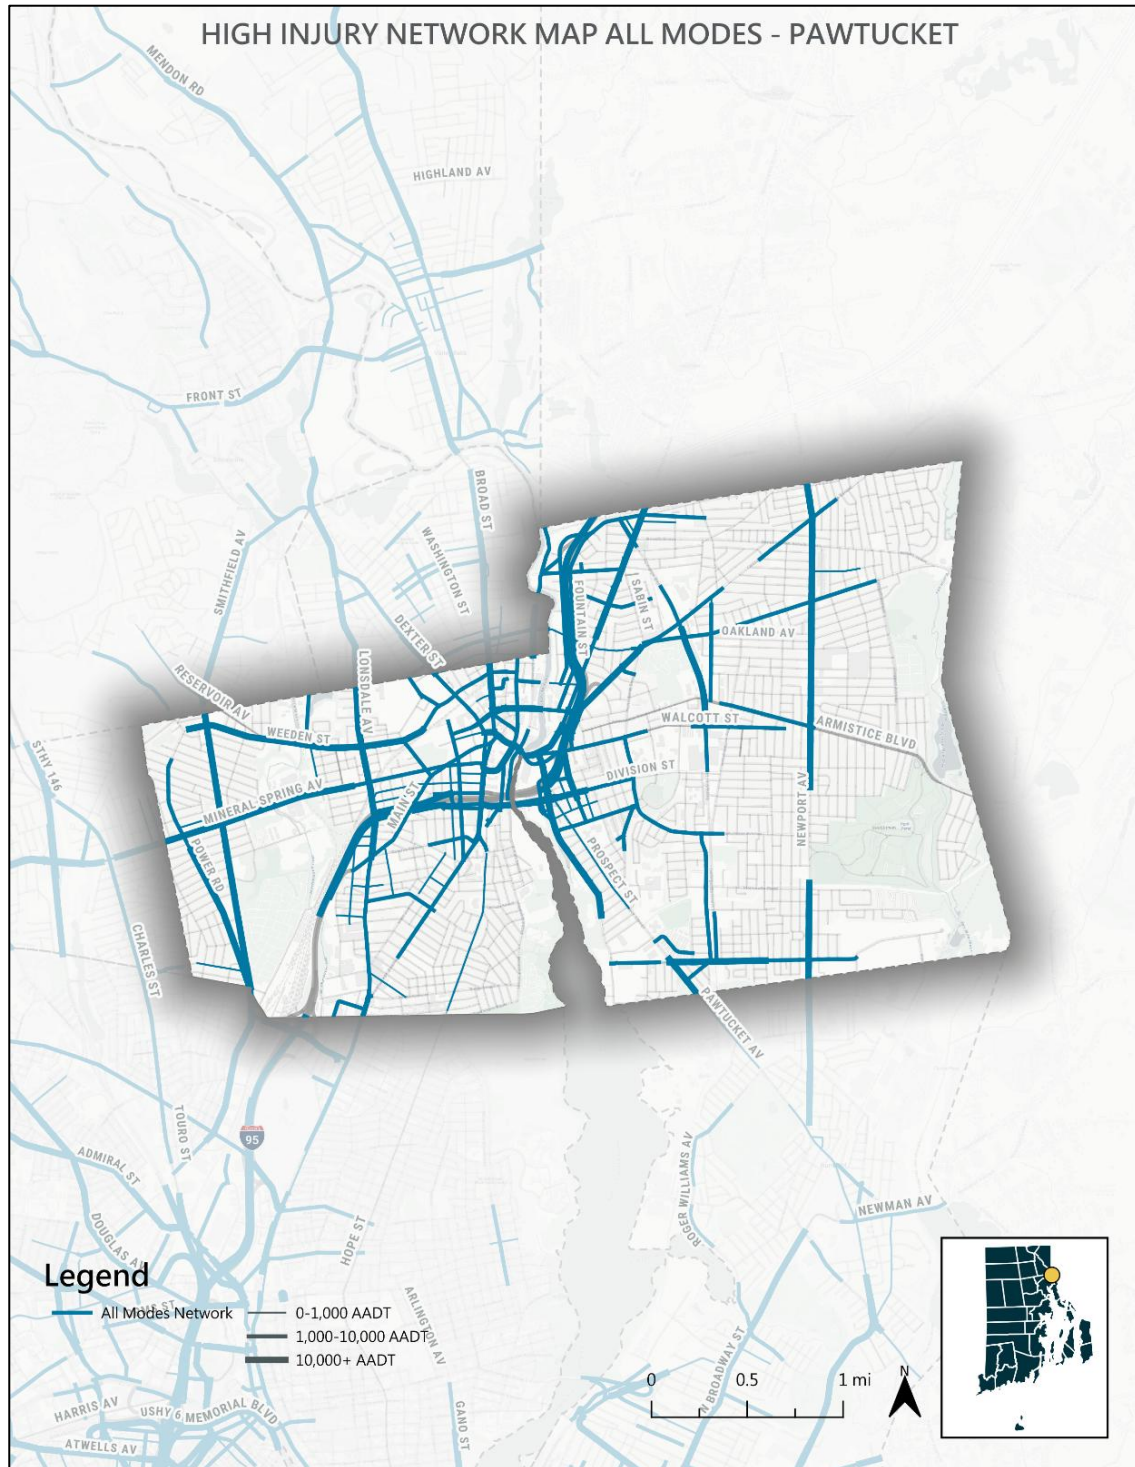 HIGH INJURY NETWORK MAP ALL MODES - PAWTUCKET
MENDON RD
HIGHLAND AV
FRONT ST
BROAD ST
SMITHFIELD AV
WASHINGTON ST
DEXTER ST
FOUNTAIN ST
SABIN ST
OAKLAND AV
RESERVOIR AV
LONSDALE AV
WEEDEN ST
WALCOTT ST
ARMISTICE BLVD
STHY 146
MINERAL SPRING AV
MAIN ST
DIVISION ST
NEWPORT AV
POWER RD
PROSPECT ST
CHARLES ST
PAWTUCKET AV
TOURO ST
95
ADMIRAL ST
ROGER WILLIAMS AV
NEWMAN AV
DOUGLAS AV
HOPE ST
Legend
All Modes Network
0-1,000 AADT
1,000-10,000 AADT
10,000+ AADT
ARLINGTON AV
N BROADWAY ST
0 0.5 1 mi
N
HARRIS AV
USHY 6
MEMORIAL BLVD
GANO ST
ATWELLS AV